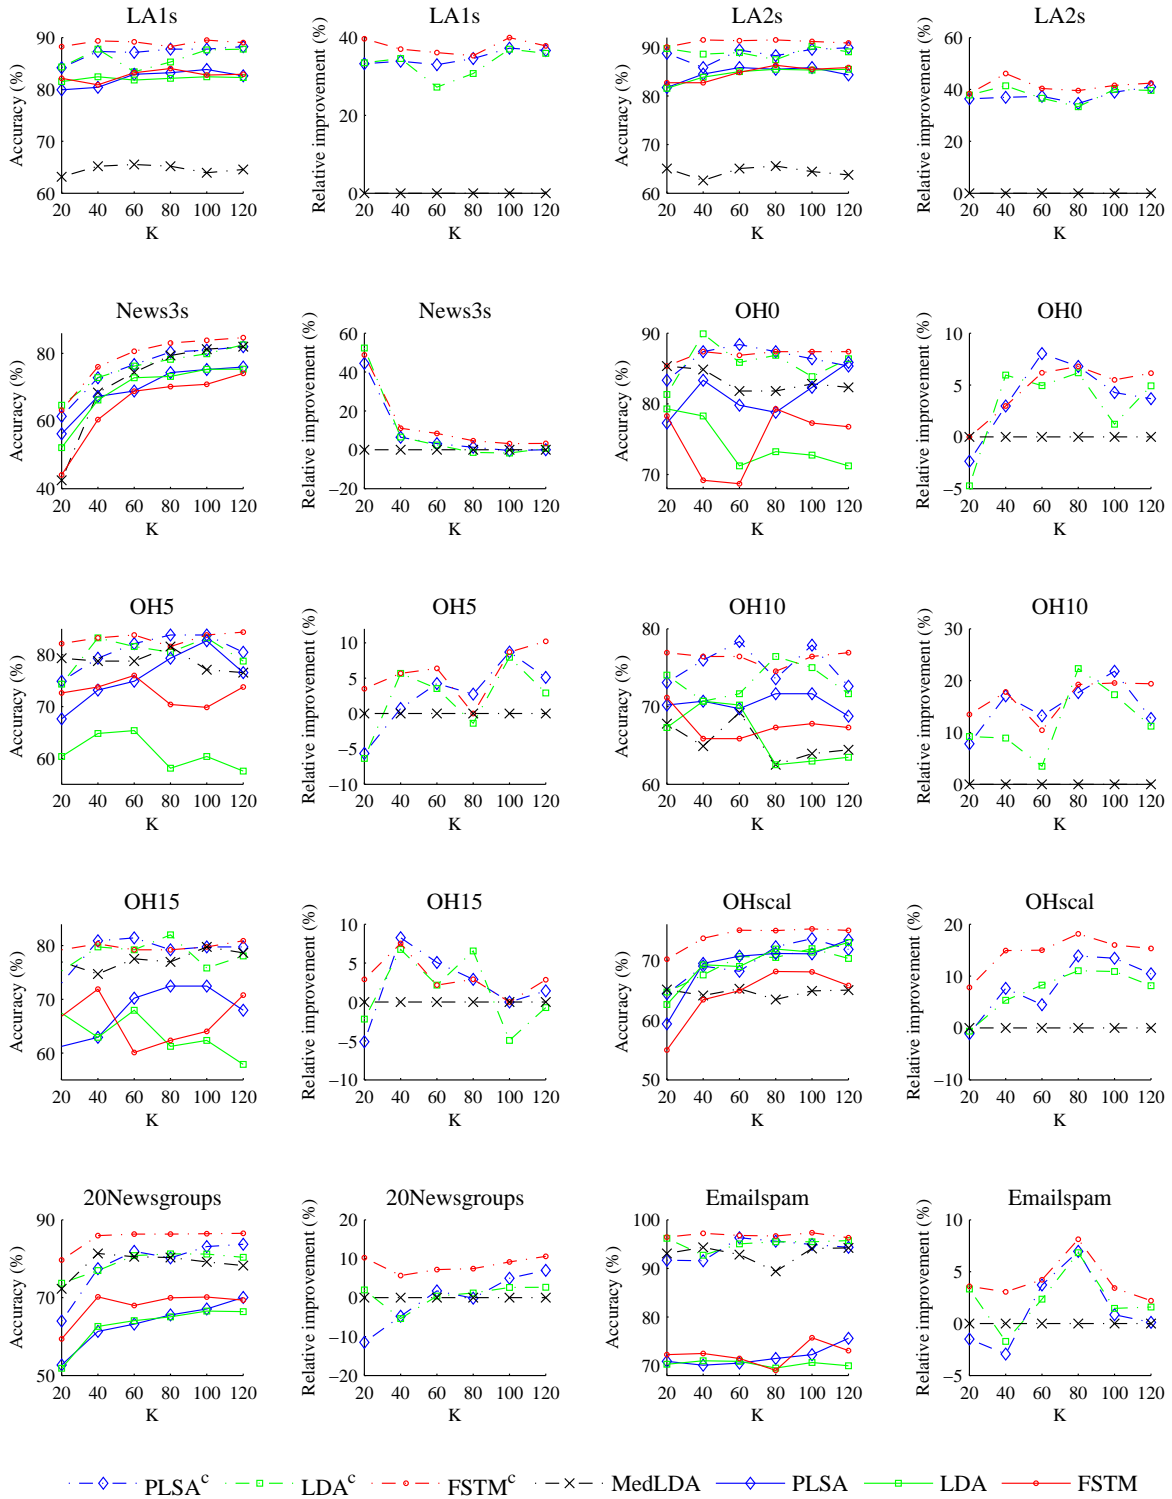 LA1s LA1s LA2s LA2s
Accuracy (%) 90 80 70 60 20 40 60 80 100 120 K
Relative improvement (%) 40 20 0 20 40 60 80 100 120 K
Accuracy (%) 90 80 70 60 20 40 60 80 100 120 K
Relative improvement (%) 60 40 20 0 20 40 60 80 100 120 K
News3s News3s OH0 OH0
Accuracy (%) 80 60 40 20 40 60 80 100 120 K
Relative improvement (%) 60 40 20 0 −20 20 40 60 80 100 120 K
Accuracy (%) 90 80 70 20 40 60 80 100 120 K
Relative improvement (%) 10 5 0 −5 20 40 60 80 100 120 K
OH5 OH5 OH10 OH10
Accuracy (%) 80 70 60 20 40 60 80 100 120 K
Relative improvement (%) 10 5 0 −5 −10 20 40 60 80 100 120 K
Accuracy (%) 80 70 60 20 40 60 80 100 120 K
Relative improvement (%) 30 20 10 0 20 40 60 80 100 120 K
OH15 OH15 OHscal OHscal
Accuracy (%) 80 70 60 20 40 60 80 100 120 K
Relative improvement (%) 10 5 0 −5 −10 20 40 60 80 100 120 K
Accuracy (%) 70 60 50 20 40 60 80 100 120 K
Relative improvement (%) 20 10 0 −10 20 40 60 80 100 120 K
20Newsgroups 20Newsgroups Emailspam Emailspam
Accuracy (%) 90 70 50 20 40 60 80 100 120 K
Relative improvement (%) 20 10 0 −10 −20 20 40 60 80 100 120 K
Accuracy (%) 100 90 80 70 20 40 60 80 100 120 K
Relative improvement (%) 10 5 0 −5 20 40 60 80 100 120 K
PLSA^c LDA^c FSTM^c MedLDA PLSA LDA FSTM